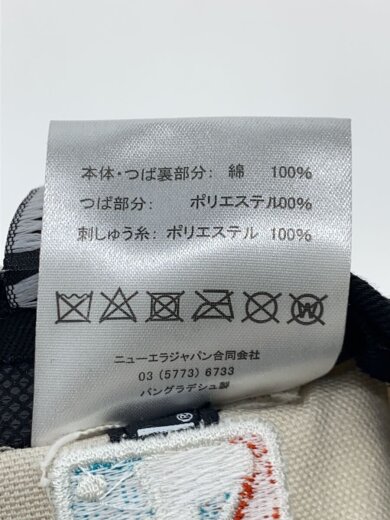 本体・つば裏部分: 綿 100%
つば部分: ポリエステル100%
刺しゅう糸: ポリエステル 100%
ニューエラジャパン合同会社
03 (5773) 6733
バングラデシュ製